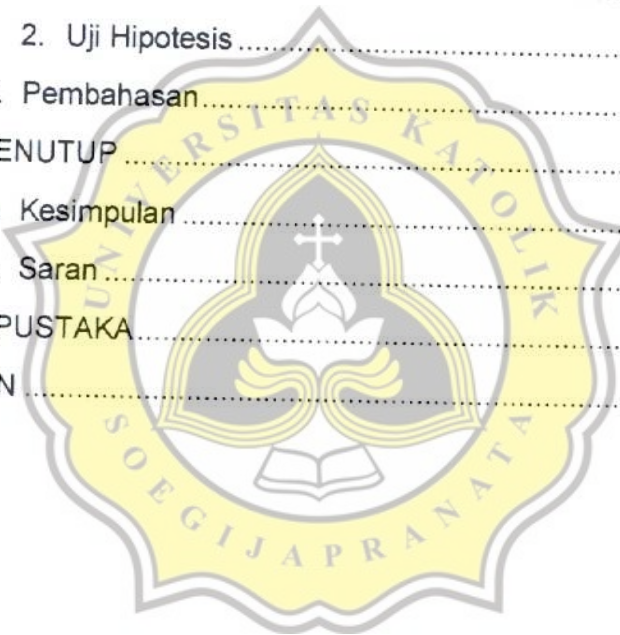 2. Uji Hipotesis ............................................................
Pembahasan ............................................................
ENUTUP ............................................................
Kesimpulan ............................................................
Saran ............................................................
PUSTAKA ............................................................
N ............................................................
UNIVERSITAS KATOLIK
SOEGIJAPRANATA